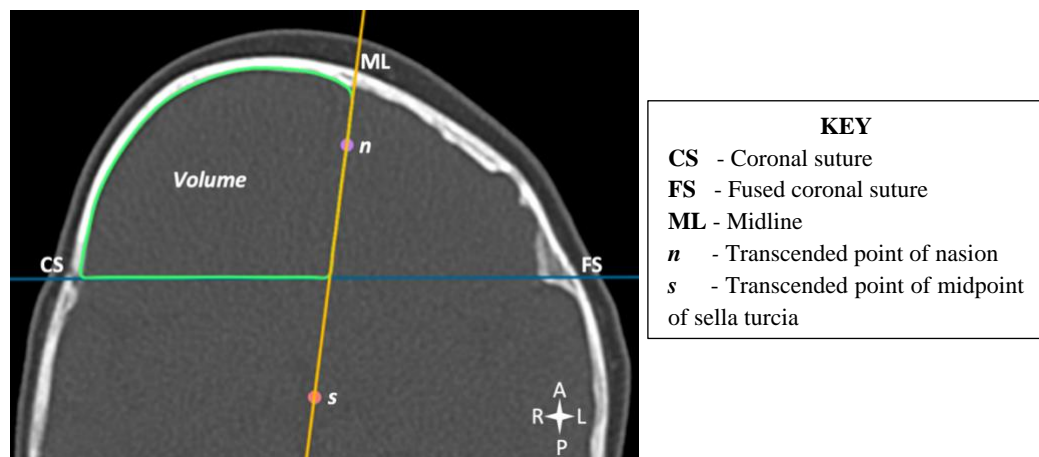 ML
n
Volume
CS
FS
s
A
R L
P
KEY
CS - Coronal suture
FS - Fused coronal suture
ML - Midline
n - Transcended point of nasion
s - Transcended point of midpoint
of sella turcia